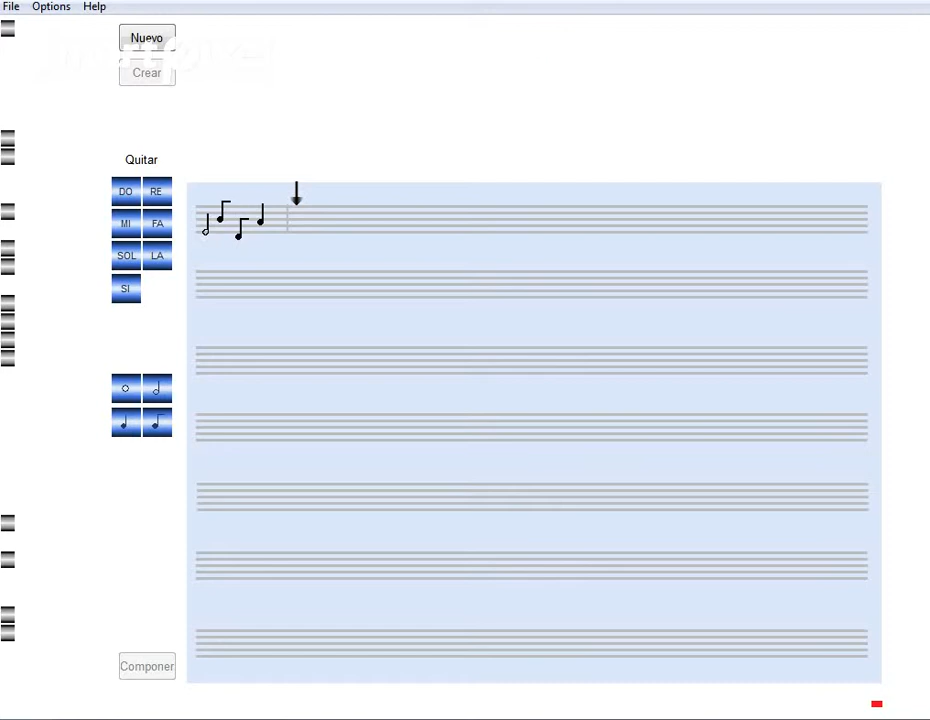 File Options Help
Nuevo
Crear
Quitar
DO RE
MI FA
SOL LA
SI
Componer